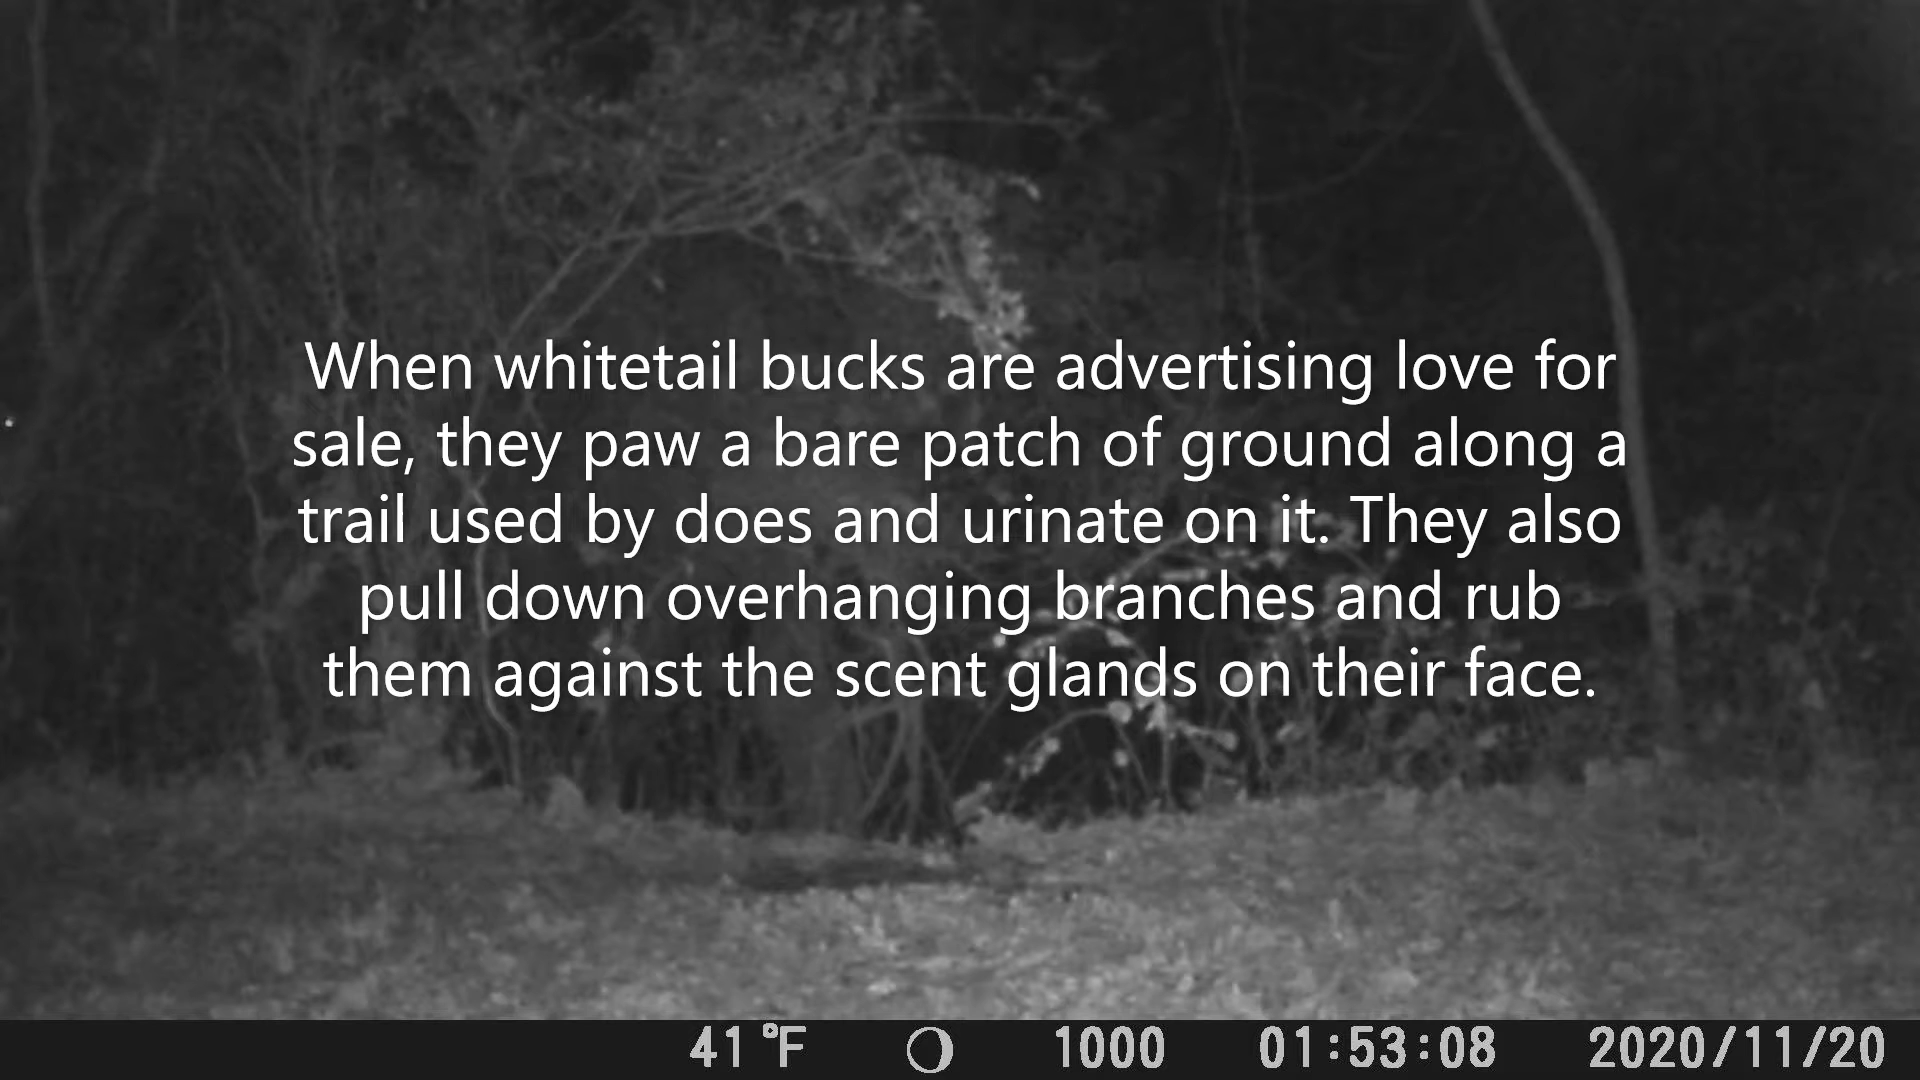 When whitetail bucks are advertising love for
sale, they paw a bare patch of ground along a
trail used by does and urinate on it. They also
pull down overhanging branches and rub
them against the scent glands on their face.
41°F 1000 01:53:08 2020/11/20